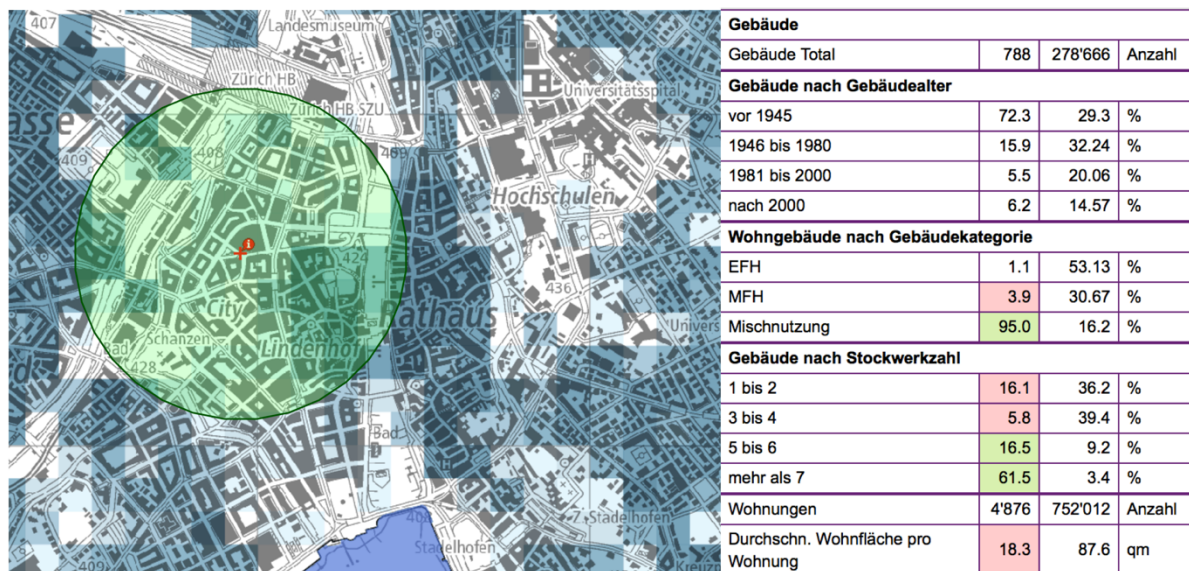 407
Landesmuseum
Zürich HB
Universitätsspital
Zürich HB SZU
asse
409
408
409
Hochschulen
i
424
436
City
Rathaus
Schanzen
Bad
Lindenhof
428
Bad
408
Z. Stadelhofen
Stadelhofen
Gebäude
Gebäude Total 788 278'666 Anzahl
Gebäude nach Gebäudealter
vor 1945 72.3 29.3 %
1946 bis 1980 15.9 32.24 %
1981 bis 2000 5.5 20.06 %
nach 2000 6.2 14.57 %
Wohngebäude nach Gebäudekategorie
EFH 1.1 53.13 %
MFH 3.9 30.67 %
Mischnutzung 95.0 16.2 %
Gebäude nach Stockwerkzahl
1 bis 2 16.1 36.2 %
3 bis 4 5.8 39.4 %
5 bis 6 16.5 9.2 %
mehr als 7 61.5 3.4 %
Wohnungen 4'876 752'012 Anzahl
Durchschn. Wohnfläche pro
Wohnung 18.3 87.6 qm